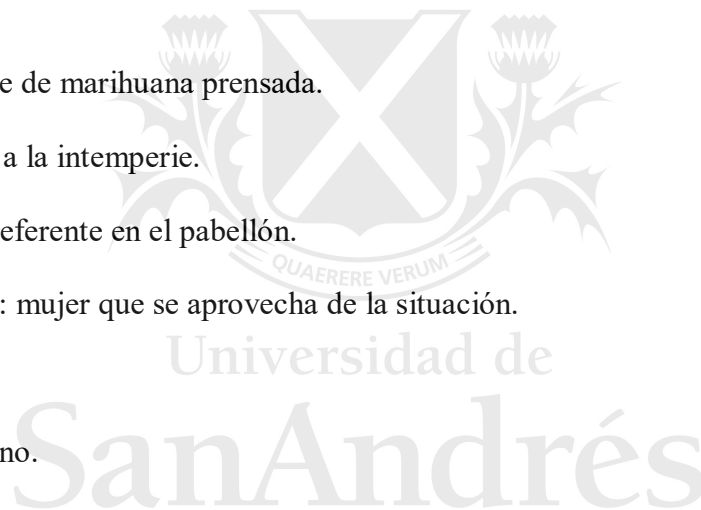 e de marihuana prensada.
a la intemperie.
eferente en el pabellón.
QUAERERE VERUM
: mujer que se aprovecha de la situación.
Universidad de
no.
SanAndrés